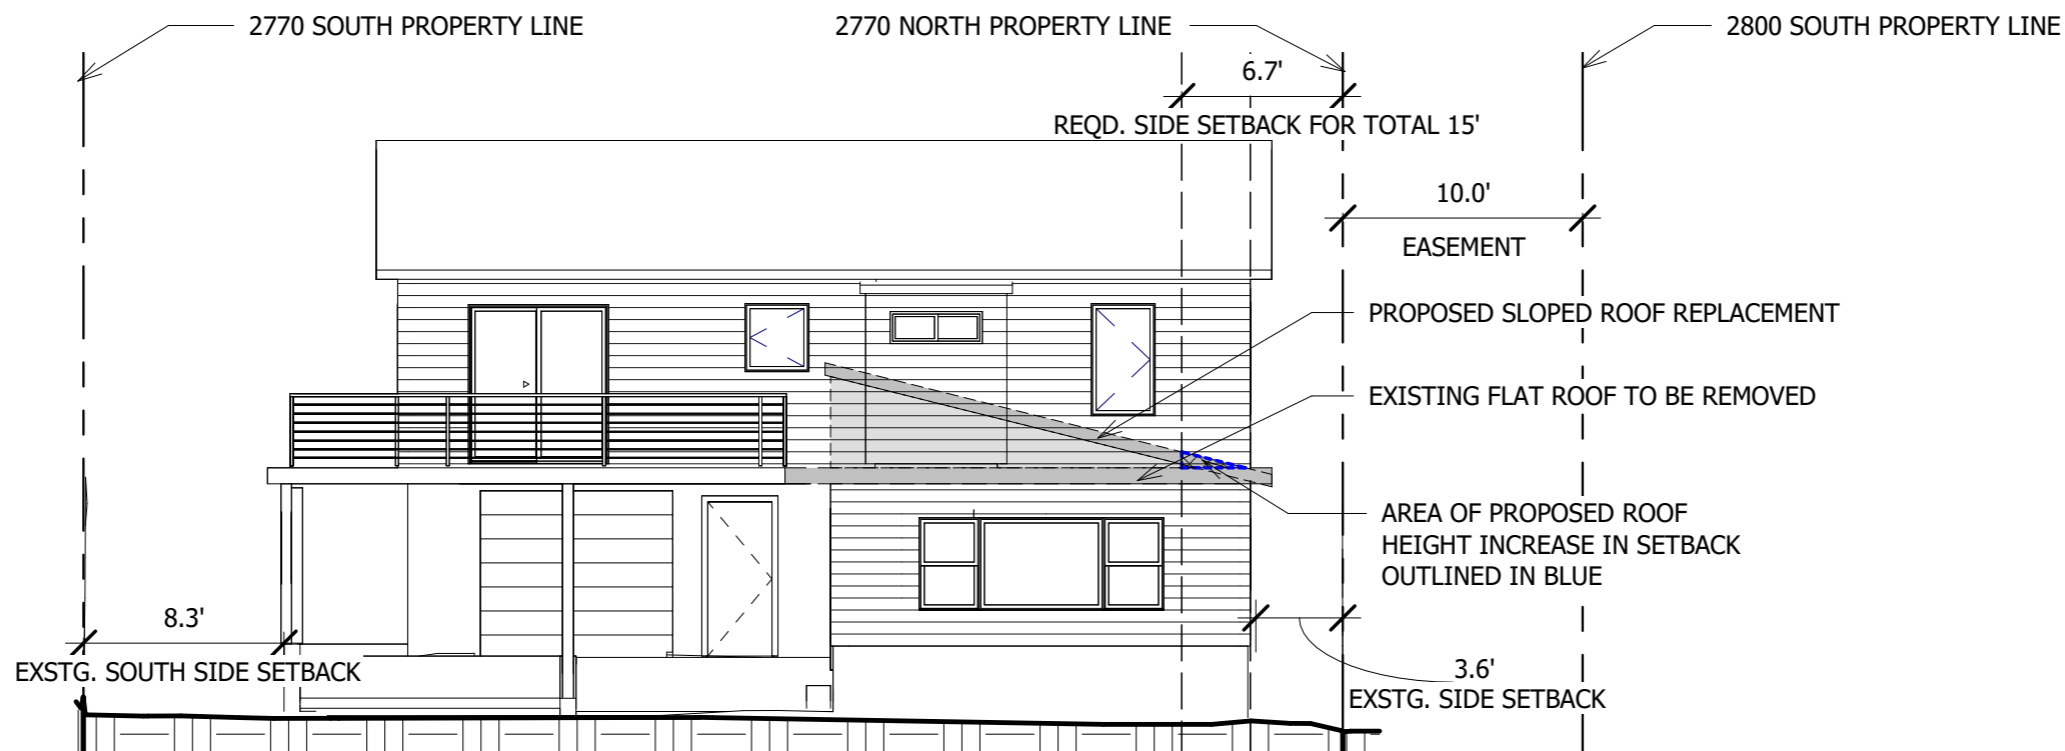 2770 SOUTH PROPERTY LINE
2770 NORTH PROPERTY LINE
2800 SOUTH PROPERTY LINE
6.7'
REQD. SIDE SETBACK FOR TOTAL 15'
10.0'
EASEMENT
PROPOSED SLOPED ROOF REPLACEMENT
EXISTING FLAT ROOF TO BE REMOVED
AREA OF PROPOSED ROOF
HEIGHT INCREASE IN SETBACK
OUTLINED IN BLUE
8.3'
EXSTG. SOUTH SIDE SETBACK
3.6'
EXSTG. SIDE SETBACK